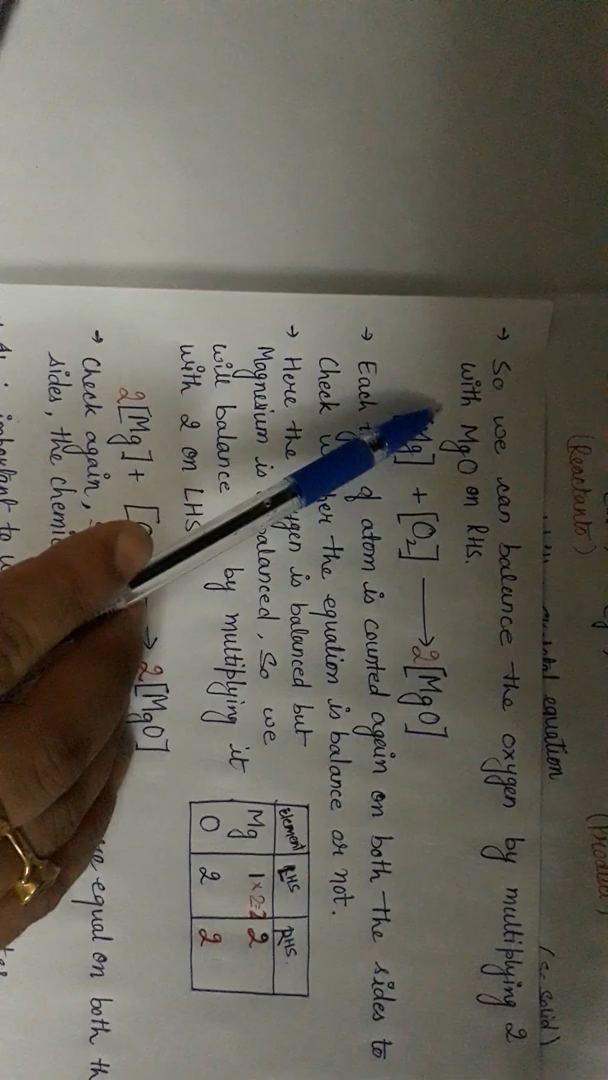 (Reactants)
(Product)
equation
(s= Solid)
→ So we can balance the oxygen by multiplying 2
with MgO on RHS.
Mg] + [O₂] ⟶ 2[MgO]
→ Each of atom is counted again on both the sides to
Check the equation is balance or not.
→ Here the is balanced but
Magnesium is balanced, So we
will balance by multiplying it
with 2 on LHS
Element LHS RHS.
Mg 1×2=2 2
O 2 2
2[Mg] + [ → 2[MgO]
→ Check again, equal on both th
sides, the
important to